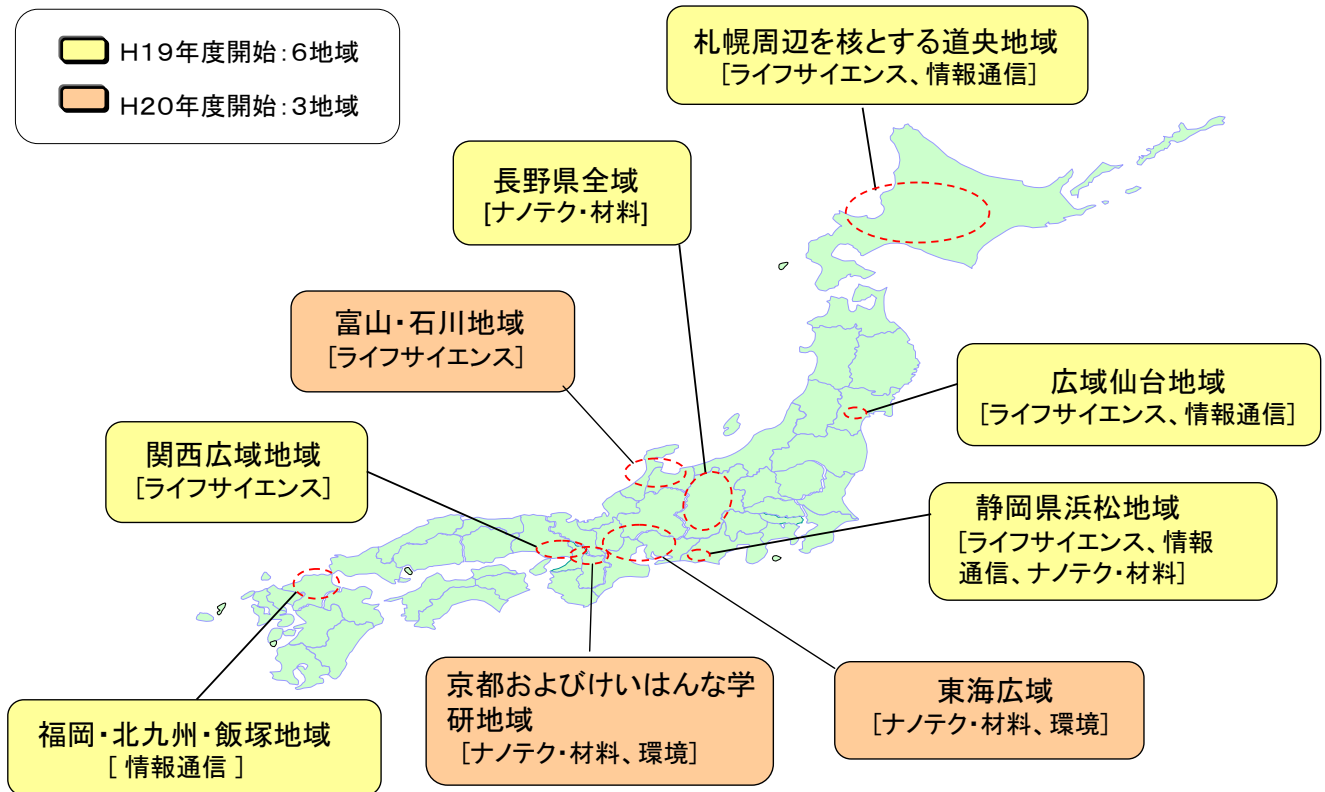 H19年度開始：6地域
H20年度開始：3地域
札幌周辺を核とする道央地域
[ライフサイエンス、情報通信]
長野県全域
[ナノテク・材料]
富山・石川地域
[ライフサイエンス]
広域仙台地域
[ライフサイエンス、情報通信]
関西広域地域
[ライフサイエンス]
静岡県浜松地域
[ライフサイエンス、情報
通信、ナノテク・材料]
京都およびけいはんな学
研地域
[ナノテク・材料、環境]
東海広域
[ナノテク・材料、環境]
福岡・北九州・飯塚地域
[ 情報通信 ]